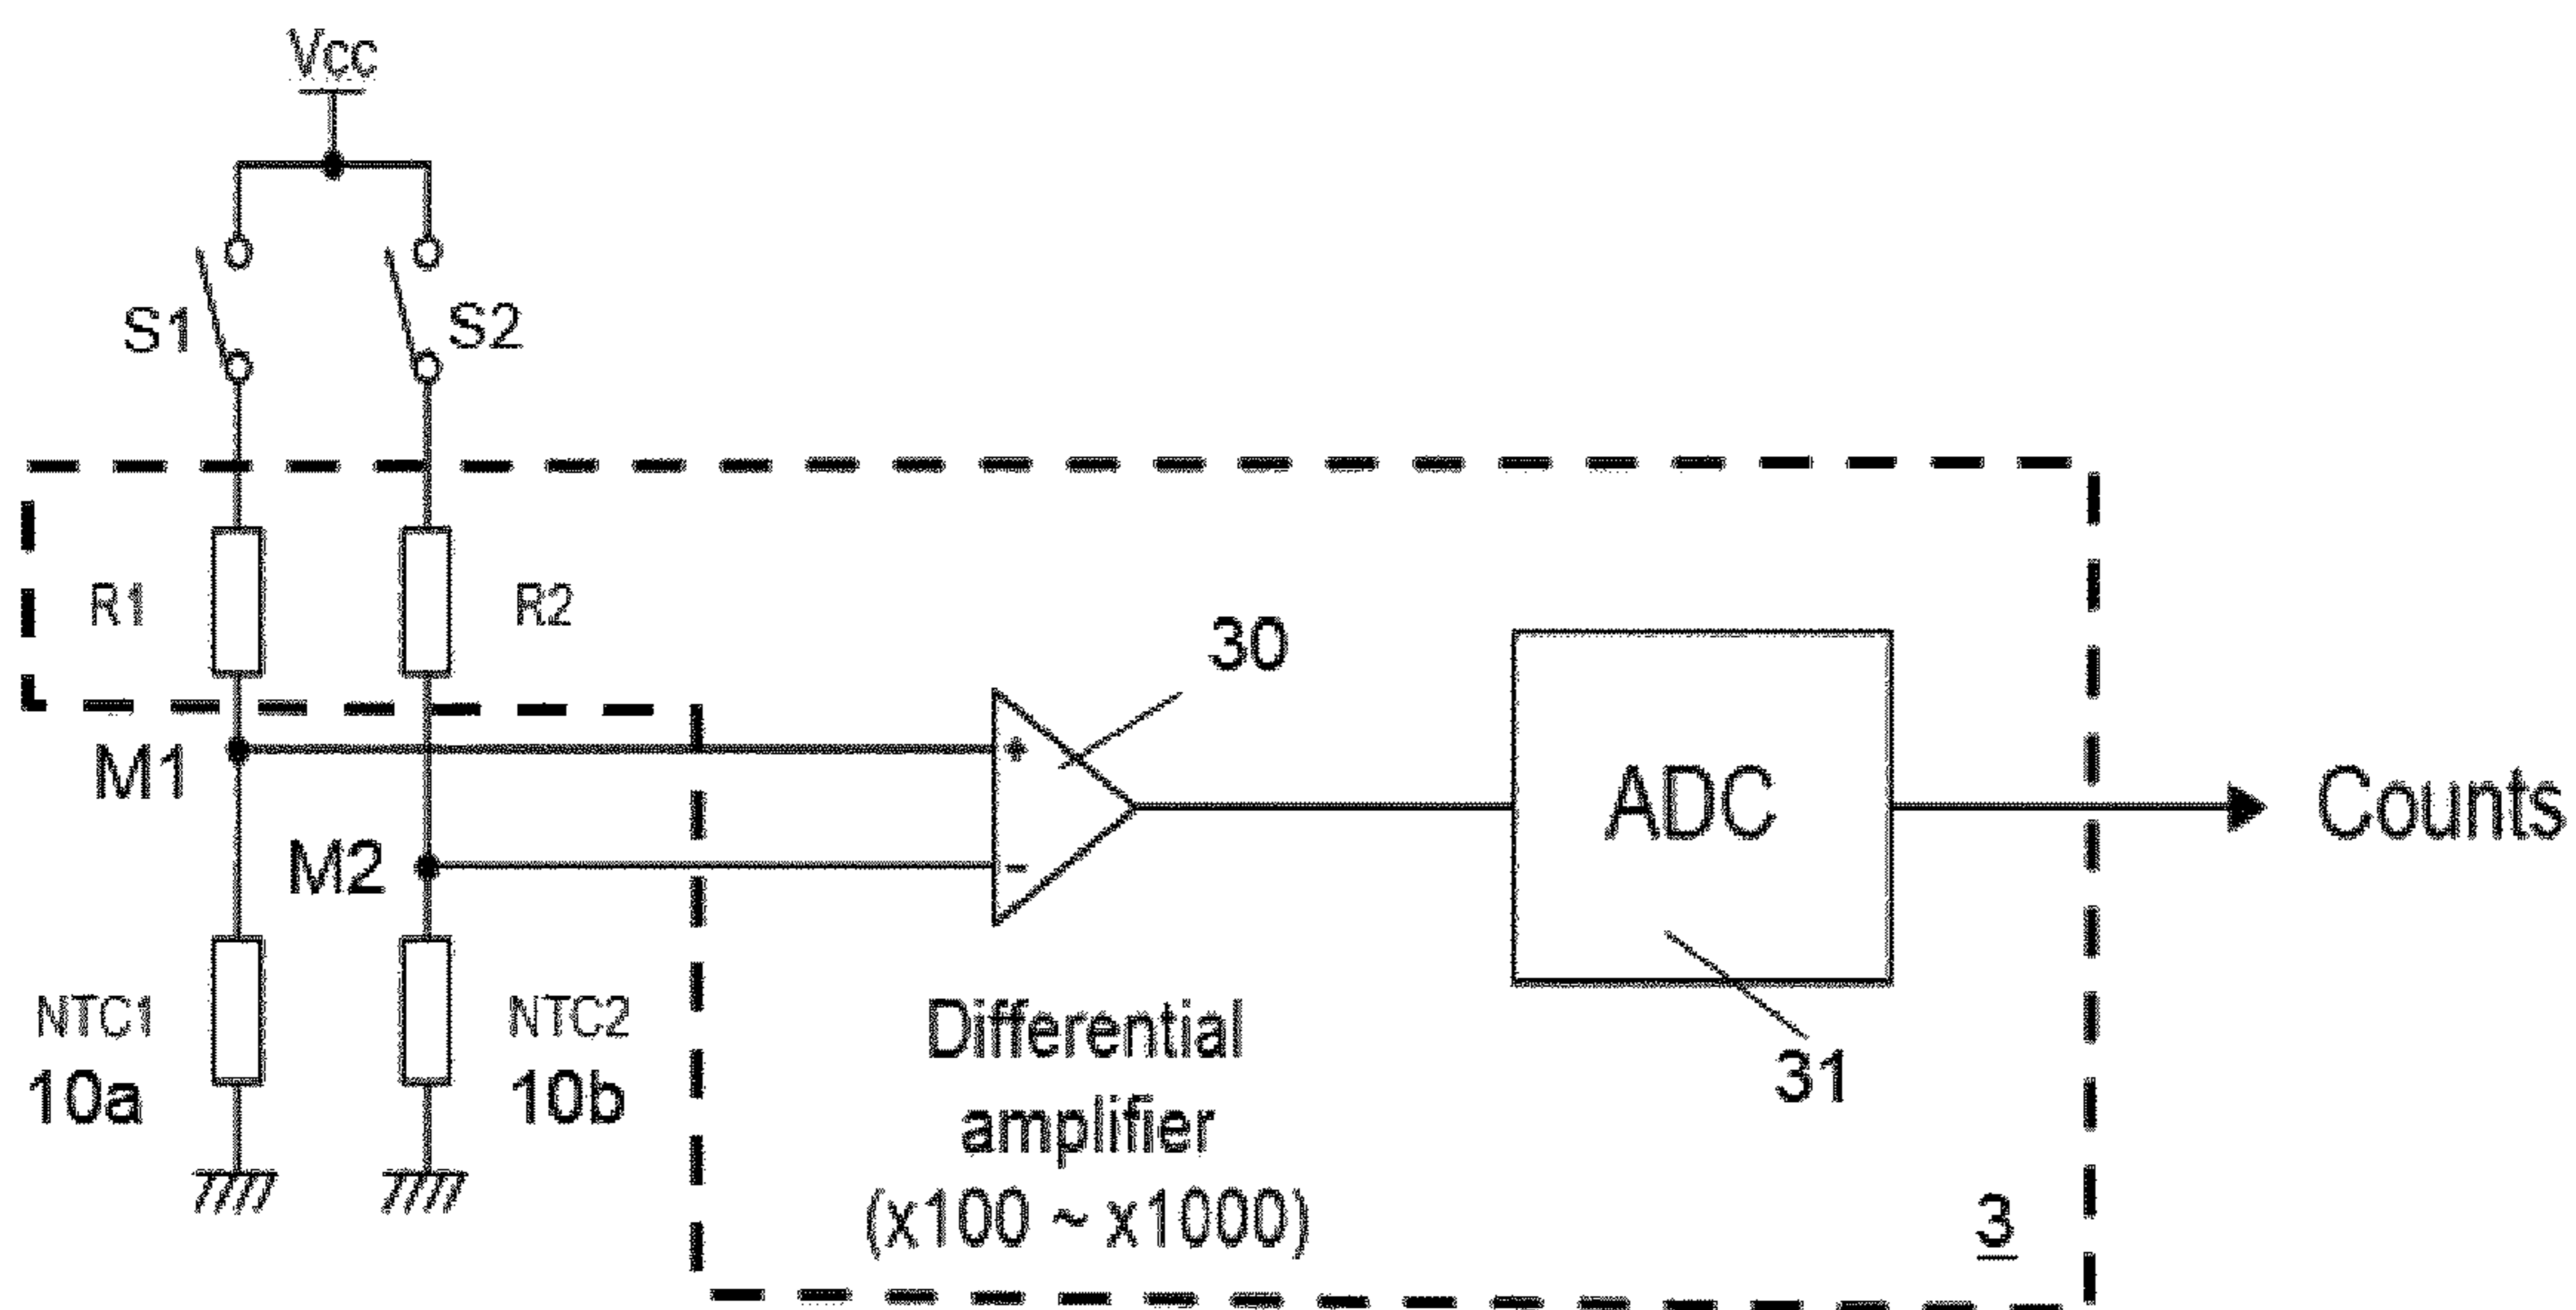 Vcc
S1
S2
R1
R2
30
M1
ADC
Counts
M2
NTC1
10a
NTC2
10b
Differential
amplifier
(x100 ~ x1000)
31
3
+
-